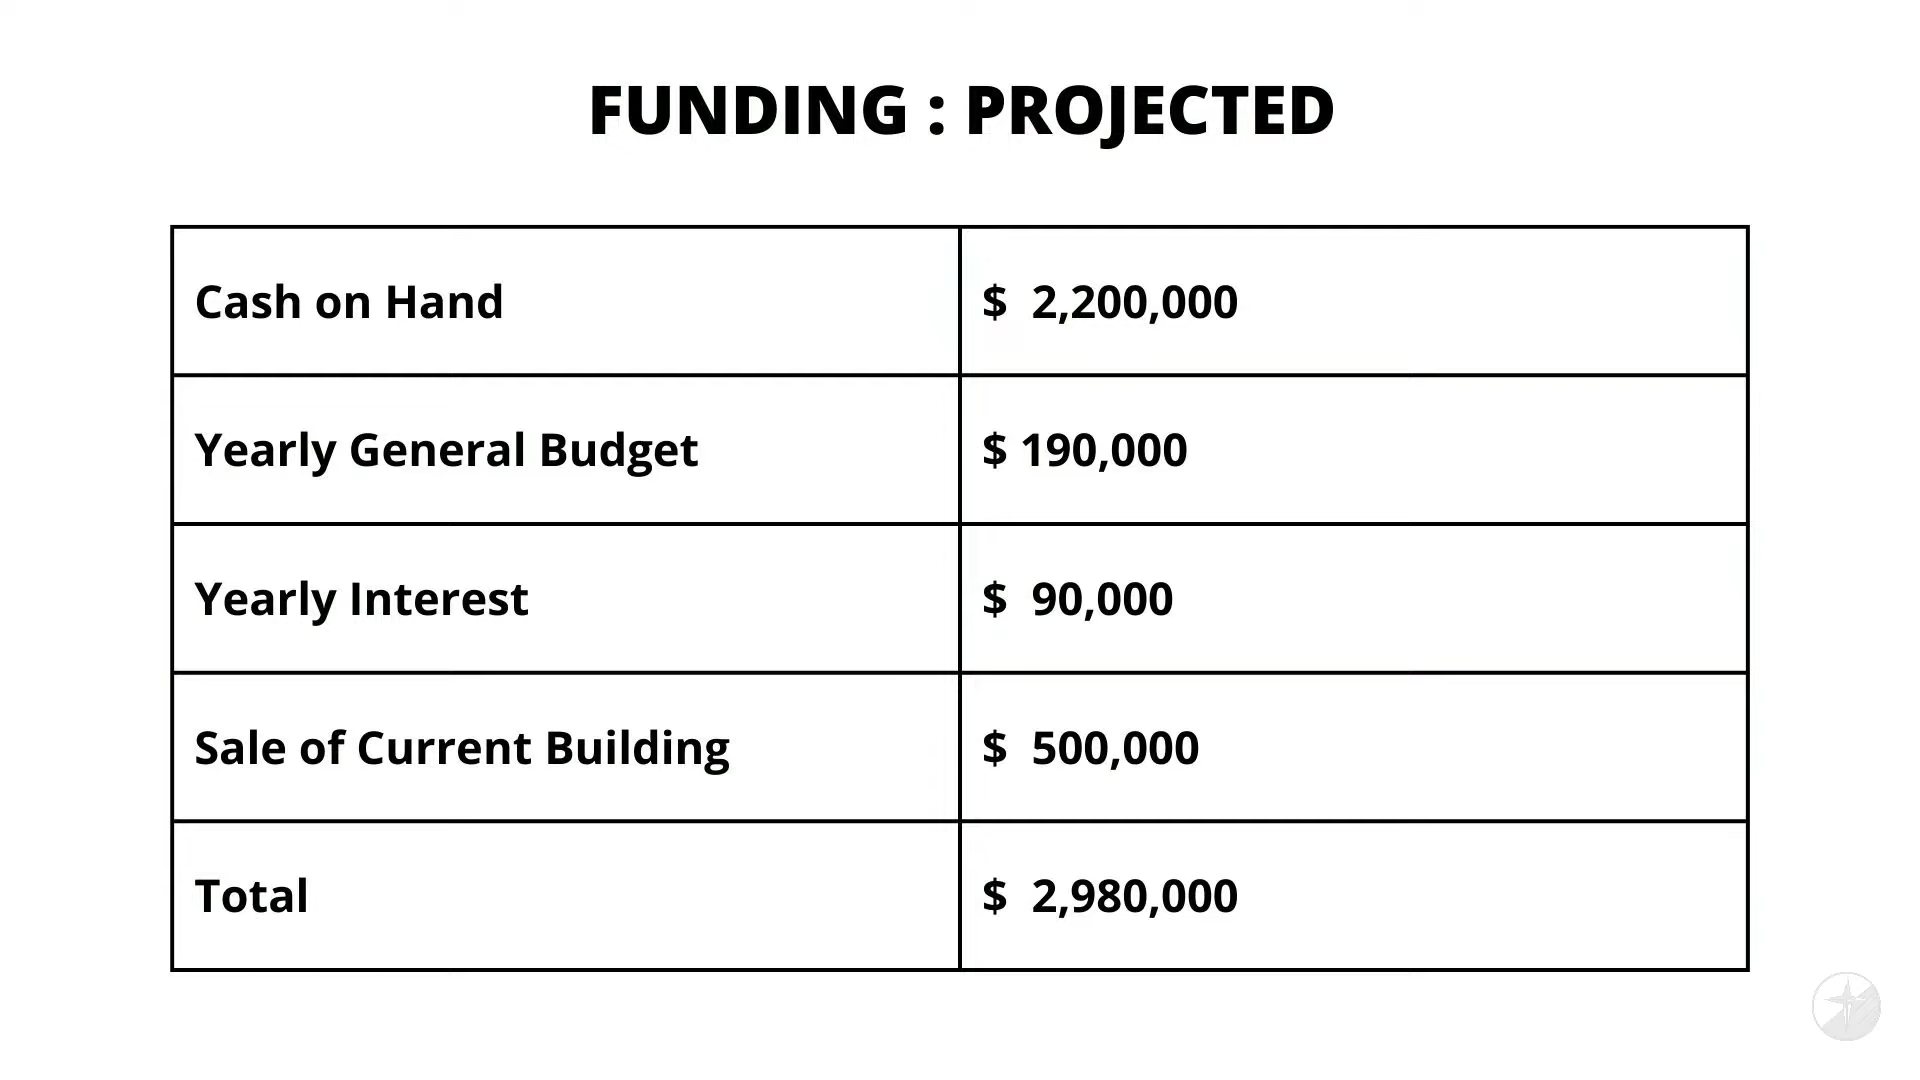 FUNDING : PROJECTED
Cash on Hand $ 2,200,000
Yearly General Budget $ 190,000
Yearly Interest $ 90,000
Sale of Current Building $ 500,000
Total $ 2,980,000